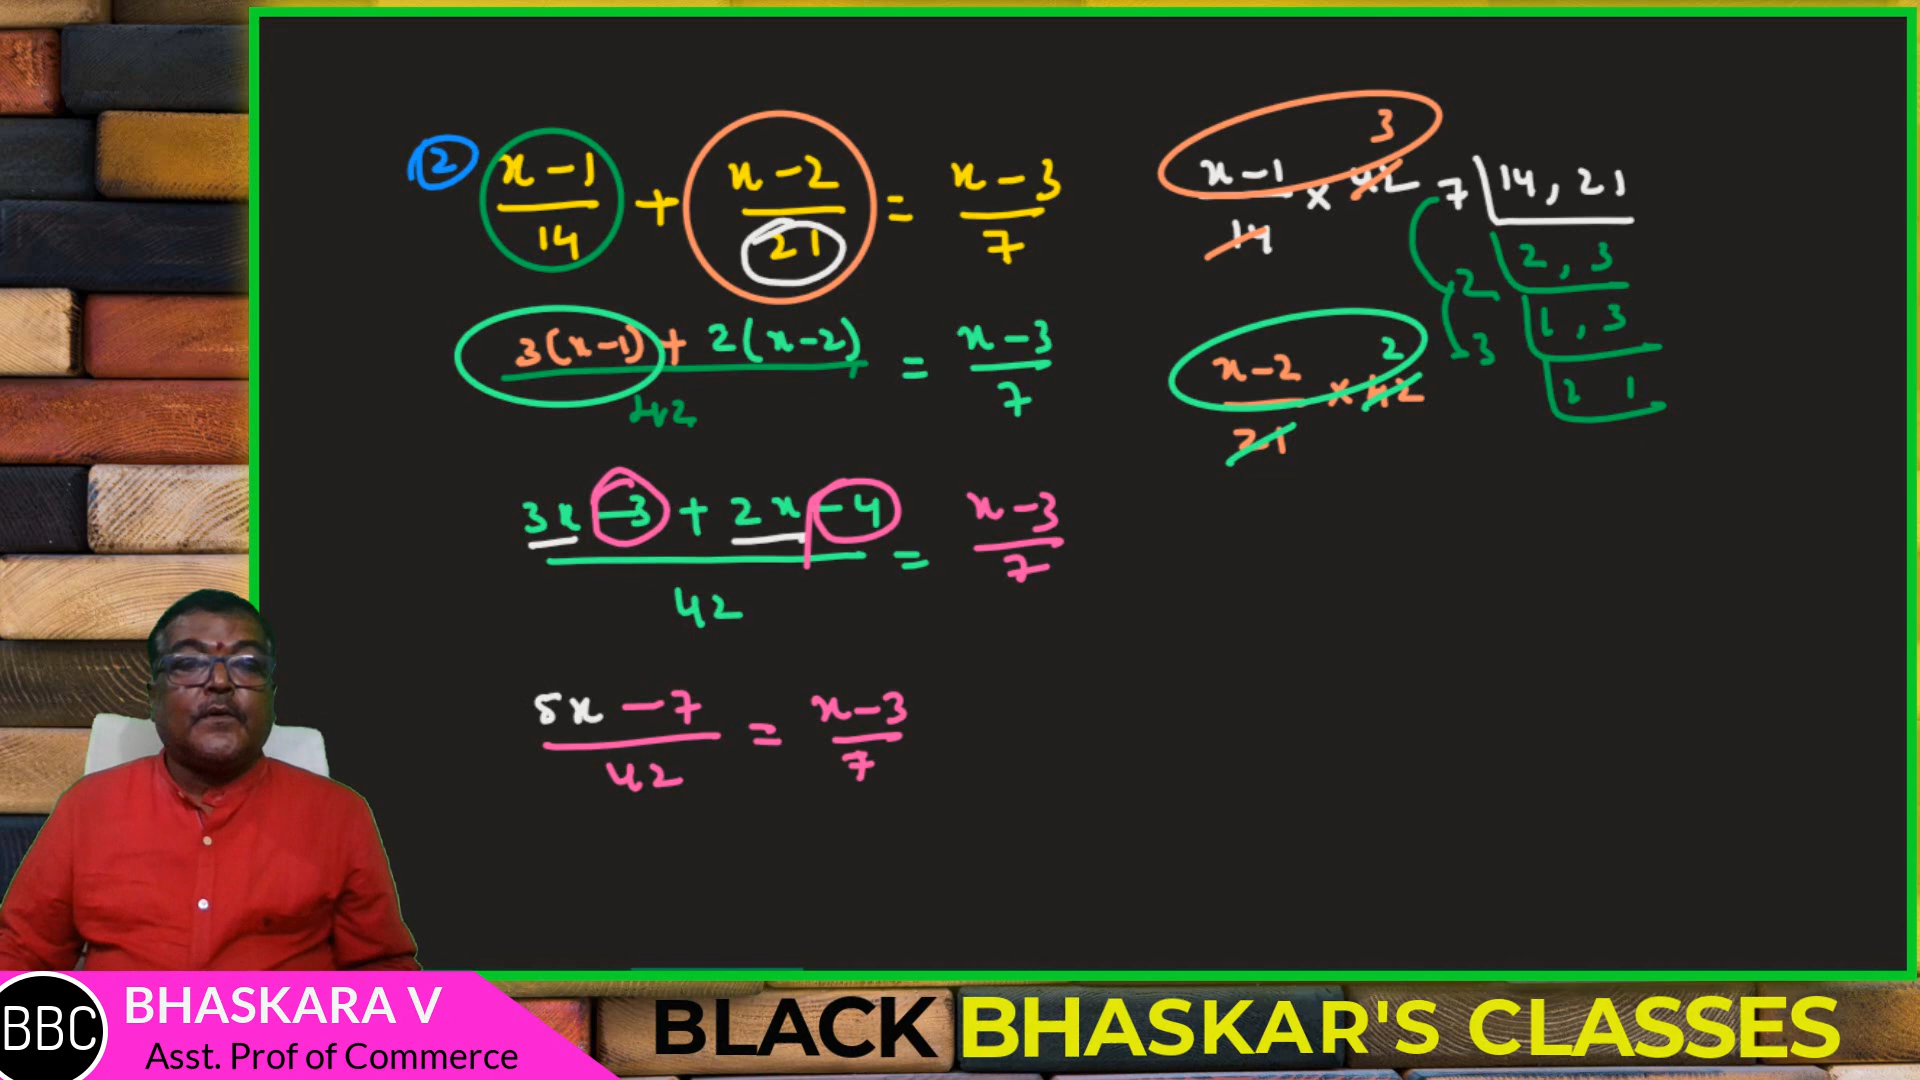 2 x-1/14 + x-2/21 = x-3/7
3(x-1) + 2(x-2)/42 = x-3/7
3x -3 + 2x -4/42 = x-3/7
5x - 7/42 = x-3/7
x-1/14 × 42 3
x-2/21 × 42 2
7 14, 21
2 2, 3
3 1, 3
1
BBC
BHASKARA V
Asst. Prof of Commerce
BLACK BHASKAR'S CLASSES